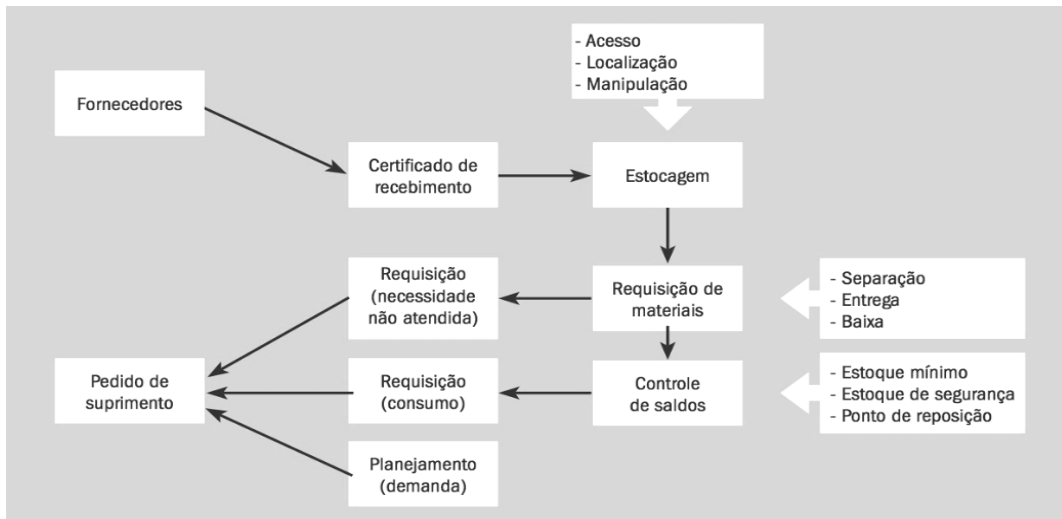 - Acesso
- Localização
- Manipulação
Fornecedores
Certificado de
recebimento
Estocagem
Requisição
(necessidade
não atendida)
Requisição de
materiais
- Separação
- Entrega
- Baixa
Pedido de
suprimento
Requisição
(consumo)
Controle
de saldos
- Estoque mínimo
- Estoque de segurança
- Ponto de reposição
Planejamento
(demanda)